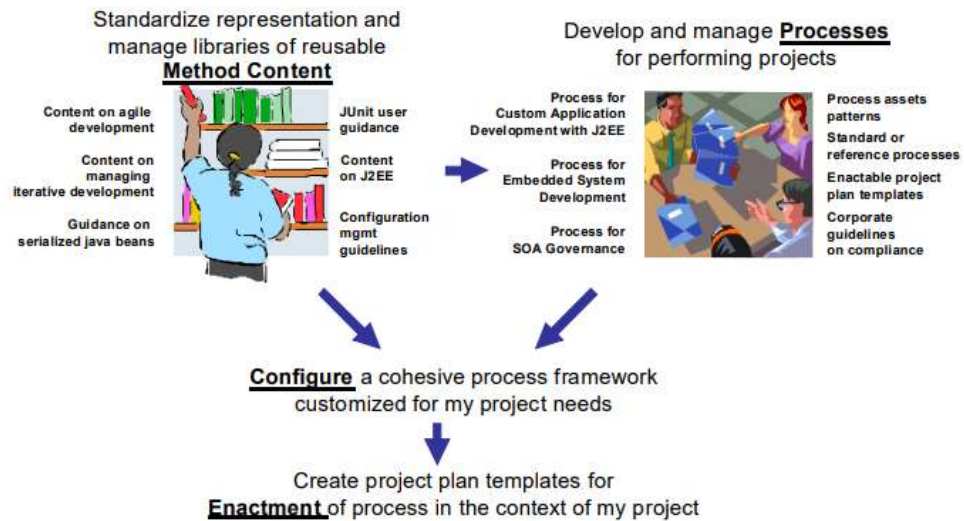 Standardize representation and
manage libraries of reusable
Method Content
Content on agile
development
Content on
managing
iterative development
Guidance on
serialized java beans
JUnit user
guidance
Content
on J2EE
Configuration
mgmt
guidelines
Develop and manage Processes
for performing projects
Process for
Custom Application
Development with J2EE
Process for
Embedded System
Development
Process for
SOA Governance
Process assets
patterns
Standard or
reference processes
Enactable project
plan templates
Corporate
guidelines
on compliance
Configure a cohesive process framework
customized for my project needs
Create project plan templates for
Enactment of process in the context of my project